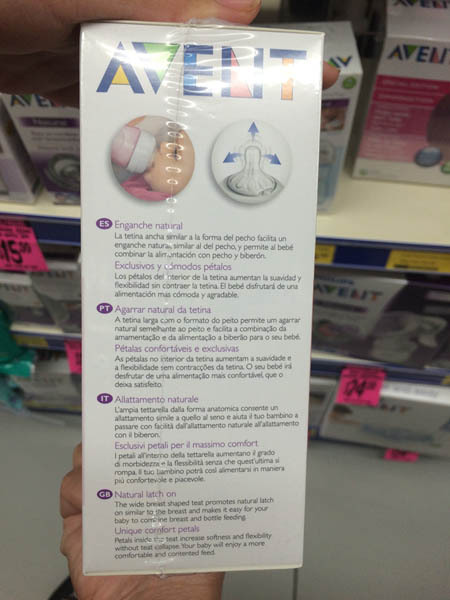 AVENT
ES Enganche natural
La tetina ancha similar a la forma del pecho facilita un
enganche natural similar al del pecho, y permite al bebé
combinar la alimentación con pecho y biberón.
Exclusivos y cómodos pétalos
Los pétalos del interior de la tetina aumentan la suavidad y
flexibilidad sin contraer la tetina. El bebé disfrutará de una
alimentación mas cómoda y agradable.
PT Agarrar natural da tetina
A tetina larga com o formato do peito permite um agarrar
natural semelhante ao peito e facilita a combinação da
amamentação e da alimentação a biberão para o seu bebé.
Pétalas confortáveis e exclusivas
As pétalas no interior da tetina aumentam a suavidade e
a flexibilidade sem contracções da tetina. O seu bebé irá
desfrutar de uma alimentação mais confortável, que o
deixa satisfeito.
IT Allattamento naturale
L'ampia tettarella dalla forma anatomica consente un
allattamento simile a quello al seno e aiuta il tuo bambino a
passare con facilità dall'allattamento naturale all'allattamento
con il biberon.
Esclusivi petali per il massimo comfort
I petali all'interno della tettarella aumentano il grado
di morbidezza e la flessibilità senza che quest'ultima si
rompa. Il tuo bambino potrà così alimentarsi in maniera
più confortevole e piacevole.
GB Natural latch on
The wide breast shaped teat promotes natural latch
on similar to the breast and makes it easy for your
baby to combine breast and bottle feeding.
Unique comfort petals
Petals inside the teat increase softness and flexibility
without teat collapse. Your baby will enjoy a more
comfortable and contented feed.
AVENT
Natural
AVEN
SPECIAL EDITION
AVENT